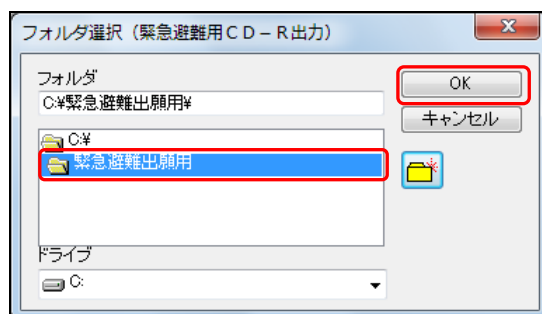 フォルダ選択（緊急避難用ＣＤ－Ｒ出力）
フォルダ
C:¥緊急避難出願用¥
OK
キャンセル
C:¥
緊急避難出願用
ドライブ
C: